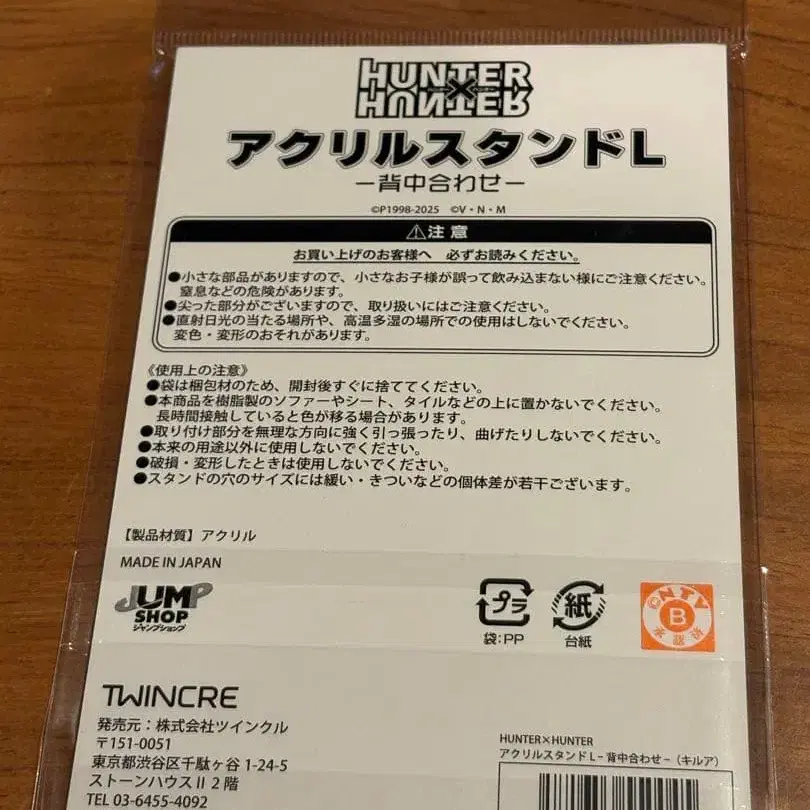 HUNTER
ハンター×ハンター
HUNTER
アクリルスタンドL
ー背中合わせー
©P1998-2025 ©V・N・M
⚠注意
お買い上げのお客様へ 必ずお読みください。
●小さな部品がありますので、小さなお子様が誤って飲み込まない様にご注意ください。
窒息などの危険があります。
●尖った部分がございますので、取り扱いにはご注意ください。
●直射日光の当たる場所や、高温多湿の場所での使用はしないでください。
変色・変形のおそれがあります。
《使用上の注意》
●袋は梱包材のため、開封後すぐに捨ててください。
●本商品を樹脂製のソファーやシート、タイルなどの上に置かないでください。
長時間接触していると色が移る場合があります。
●取り付け部分を無理な方向に強く引っ張ったり、曲げたりしないでください。
●本来の用途以外に使用しないでください。
●破損・変形したときは使用しないでください。
●スタンドの穴のサイズには緩い・きついなどの個体差が若干ございます。
【製品材質】アクリル
MADE IN JAPAN
JUMP
SHOP
ジャンプショップ
プラ
袋:PP
紙
台紙
©NTV
B
承認済
TWINCRE
発売元:株式会社ツインクル
〒151-0051
東京都渋谷区千駄ヶ谷 1-24-5
ストーンハウスⅡ 2階
TEL 03-6455-4092
HUNTER×HUNTER
アクリルスタンドL－背中合わせ－（キルア）